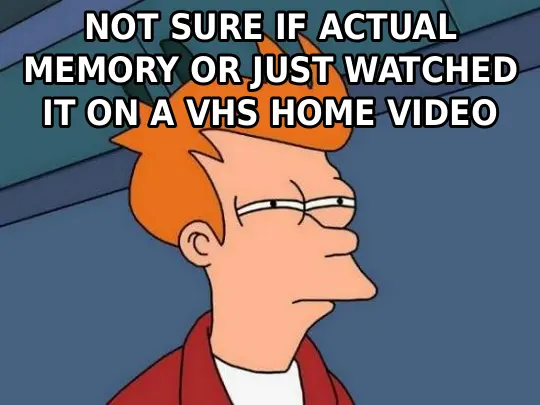 NOT SURE IF ACTUAL
MEMORY OR JUST WATCHED
IT ON A VHS HOME VIDEO